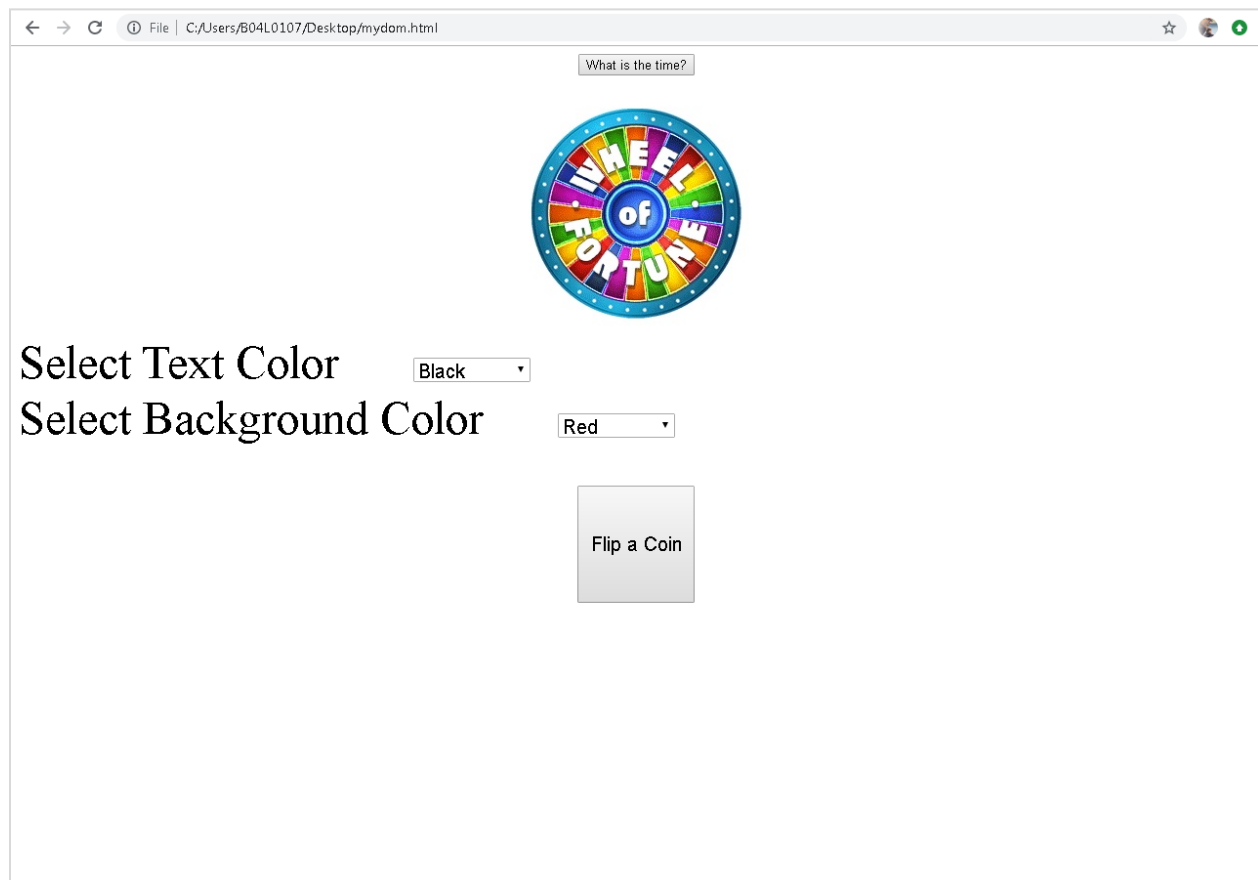 File C:/Users/B04L0107/Desktop/mydom.html
What is the time?
WHEEL
of
FORTUNE
Select Text Color Black
Select Background Color Red
Flip a Coin